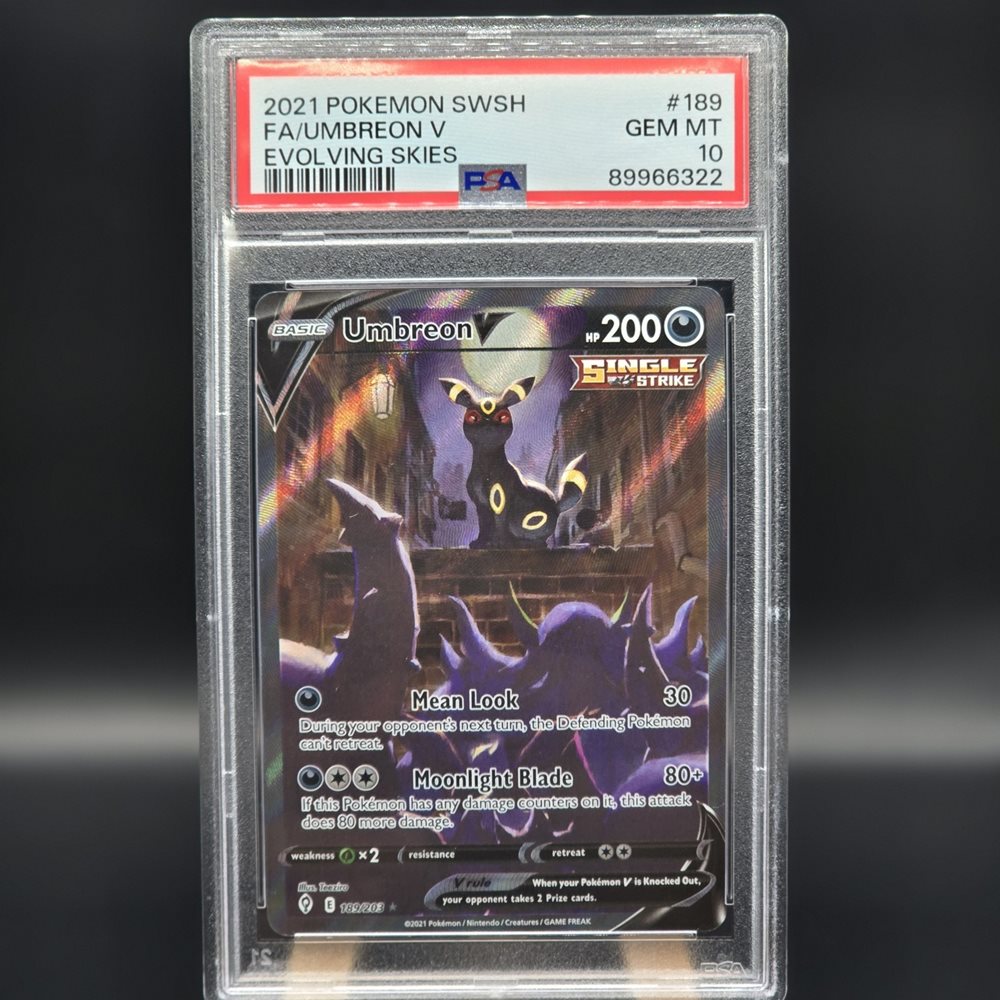 2021 POKEMON SWSH #189
FA/UMBREON V GEM MT
EVOLVING SKIES 10
PSA 89966322
BASIC Umbreon V HP 200
SINGLE
STRIKE
Mean Look 30
During your opponent's next turn, the Defending Pokémon
can't retreat.
Moonlight Blade 80+
If this Pokémon has any damage counters on it, this attack
does 80 more damage.
weakness ×2 resistance retreat
V rule When your Pokémon V is Knocked Out,
your opponent takes 2 Prize cards.
Illus. Teeziro
E 189/203
©2021 Pokémon / Nintendo / Creatures / GAME FREAK
PSA